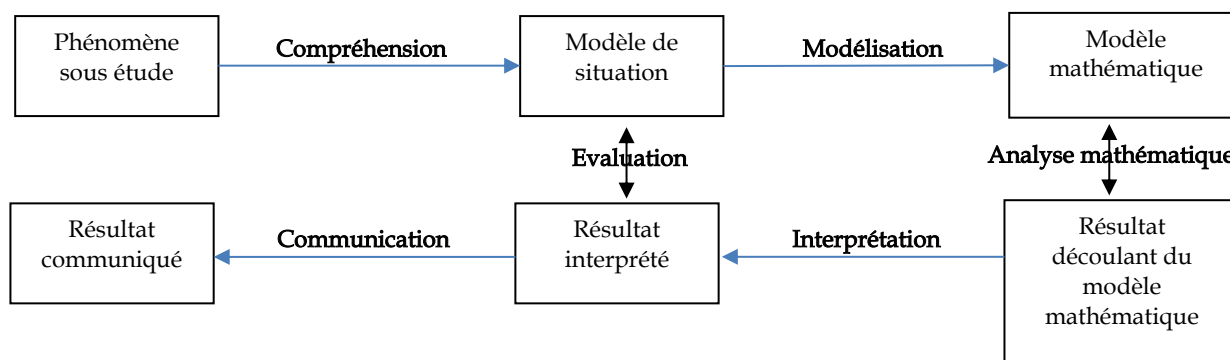 Phénomène
sous étude
Compréhension
Modèle de
situation
Modélisation
Modèle
mathématique
Evaluation
Analyse mathématique
Résultat
communiqué
Communication
Résultat
interprété
Interprétation
Résultat
découlant du
modèle
mathématique